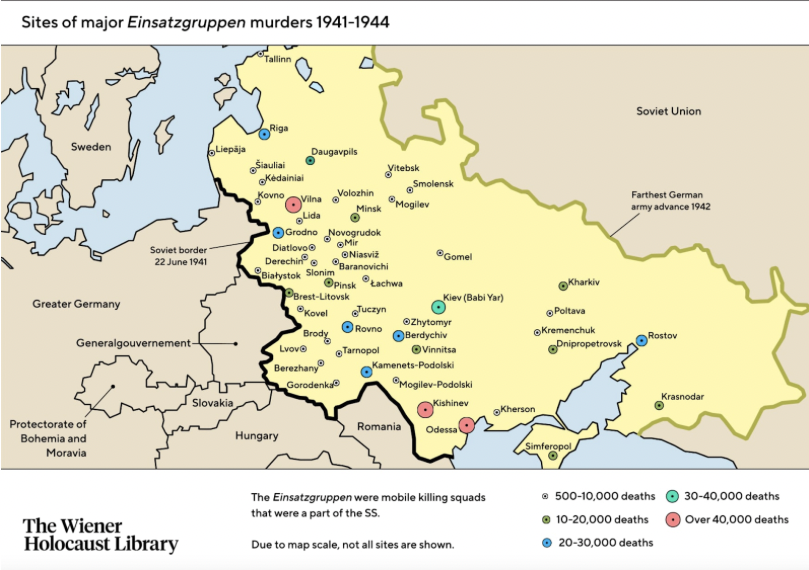 Sites of major Einsatzgruppen murders 1941-1944
Tallinn
Soviet Union
Riga
Sweden
Liepāja
Daugavpils
Šiauliai
Kėdainiai
Vitebsk
Smolensk
Kovno
Vilna
Volozhin
Mogilev
Farthest German
army advance 1942
Lida
Minsk
Grodno
Novogrudok
Soviet border
22 June 1941
Diatlovo
Mir
Niasviż
Derechin
Baranovichi
Gomel
Białystok
Slonim
Pinsk
Łachwa
Kharkiv
Brest-Litovsk
Kiev (Babi Yar)
Greater Germany
Kovel
Tuczyn
Poltava
Zhytomyr
Rovno
Kremenchuk
Brody
Berdychiv
Rostov
Generalgouvernement
Lvov
Tarnopol
Vinnitsa
Dnipropetrovsk
Berezhany
Kamenets-Podolski
Gorodenka
Mogilev-Podolski
Krasnodar
Slovakia
Kishinev
Kherson
Protectorate of
Bohemia and
Moravia
Romania
Odessa
Hungary
Simferopol
The Einsatzgruppen were mobile killing squads
that were a part of the SS.
Due to map scale, not all sites are shown.
500-10,000 deaths
10-20,000 deaths
20-30,000 deaths
30-40,000 deaths
Over 40,000 deaths
The Wiener
Holocaust Library